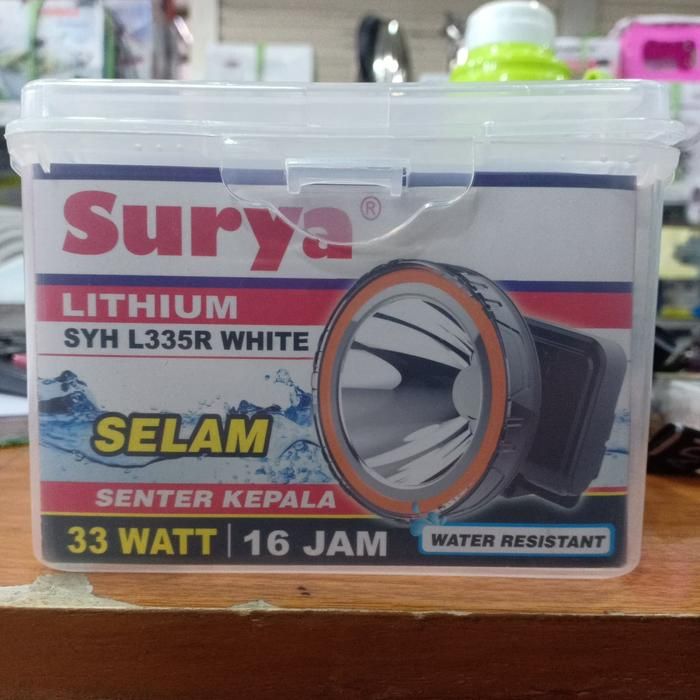 Surya®
LITHIUM
SYH L335R WHITE
SELAM
SENTER KEPALA
33 WATT | 16 JAM
WATER RESISTANT